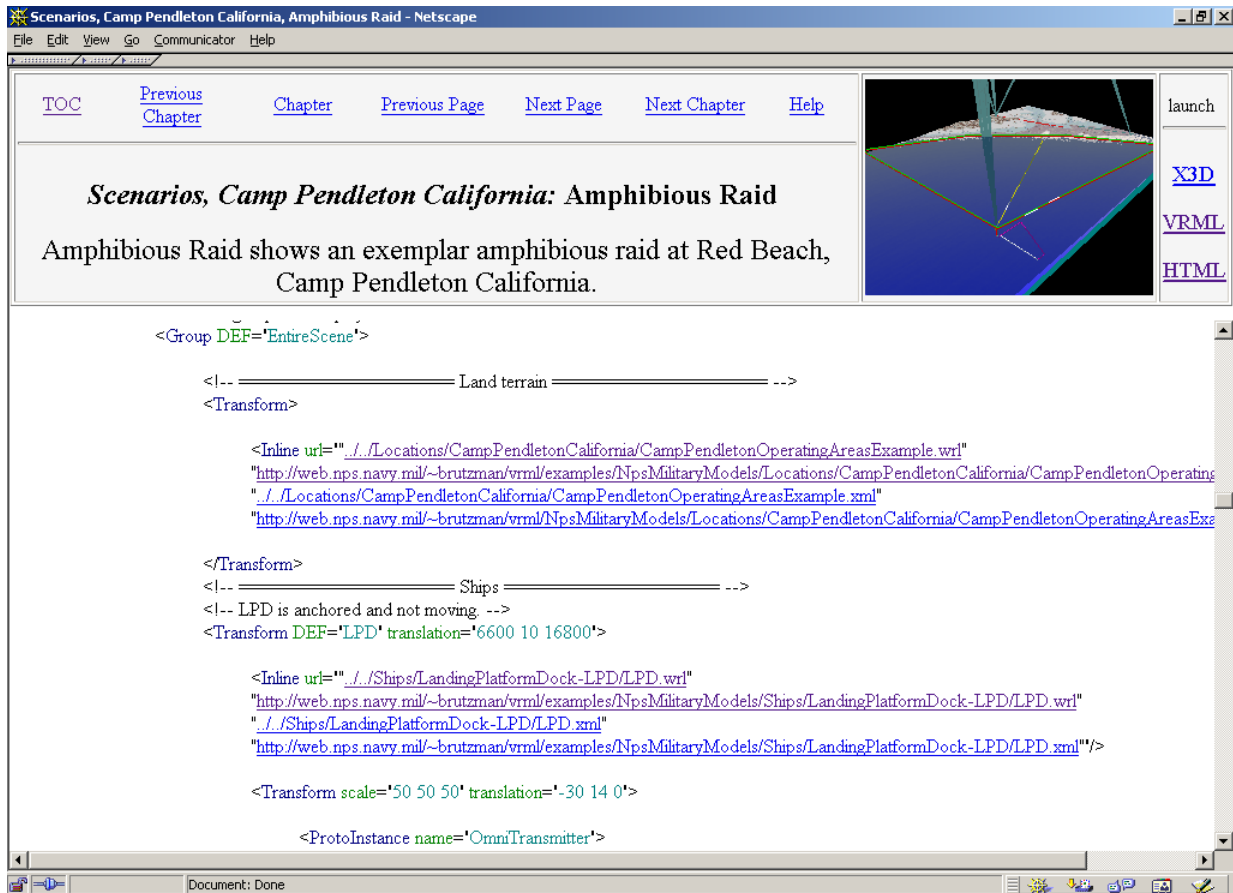 Scenarios, Camp Pendleton California, Amphibious Raid - Netscape
File Edit View Go Communicator Help
TOC Previous Chapter Chapter Previous Page Next Page Next Chapter Help
launch
X3D
VRML
HTML
Scenarios, Camp Pendleton California: Amphibious Raid
Amphibious Raid shows an exemplar amphibious raid at Red Beach,
Camp Pendleton California.
<Group DEF='EntireScene'>
<!-- ==================== Land terrain ==================== -->
<Transform>
<Inline url='"../../Locations/CampPendletonCalifornia/CampPendletonOperatingAreasExample.wrl"
"http://web.nps.navy.mil/~brutzman/vrml/examples/NpsMilitaryModels/Locations/CampPendletonCalifornia/CampPendletonOperating
"../../Locations/CampPendletonCalifornia/CampPendletonOperatingAreasExample.xml"
"http://web.nps.navy.mil/~brutzman/vrml/NpsMilitaryModels/Locations/CampPendletonCalifornia/CampPendletonOperatingAreasExa
</Transform>
<!-- ==================== Ships ==================== -->
<!-- LPD is anchored and not moving. -->
<Transform DEF='LPD' translation='6600 10 16800'>
<Inline url='"../../Ships/LandingPlatformDock-LPD/LPD.wrl"
"http://web.nps.navy.mil/~brutzman/vrml/examples/NpsMilitaryModels/Ships/LandingPlatformDock-LPD/LPD.wrl"
"../../Ships/LandingPlatformDock-LPD/LPD.xml"
"http://web.nps.navy.mil/~brutzman/vrml/examples/NpsMilitaryModels/Ships/LandingPlatformDock-LPD/LPD.xml"'/>
<Transform scale='50 50 50' translation='-30 14 0'>
<ProtoInstance name='OmniTransmitter'>
Document: Done